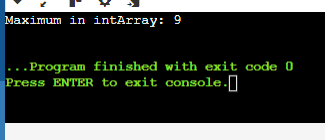 Maximum in intArray: 9
...Program finished with exit code 0
Press ENTER to exit console.